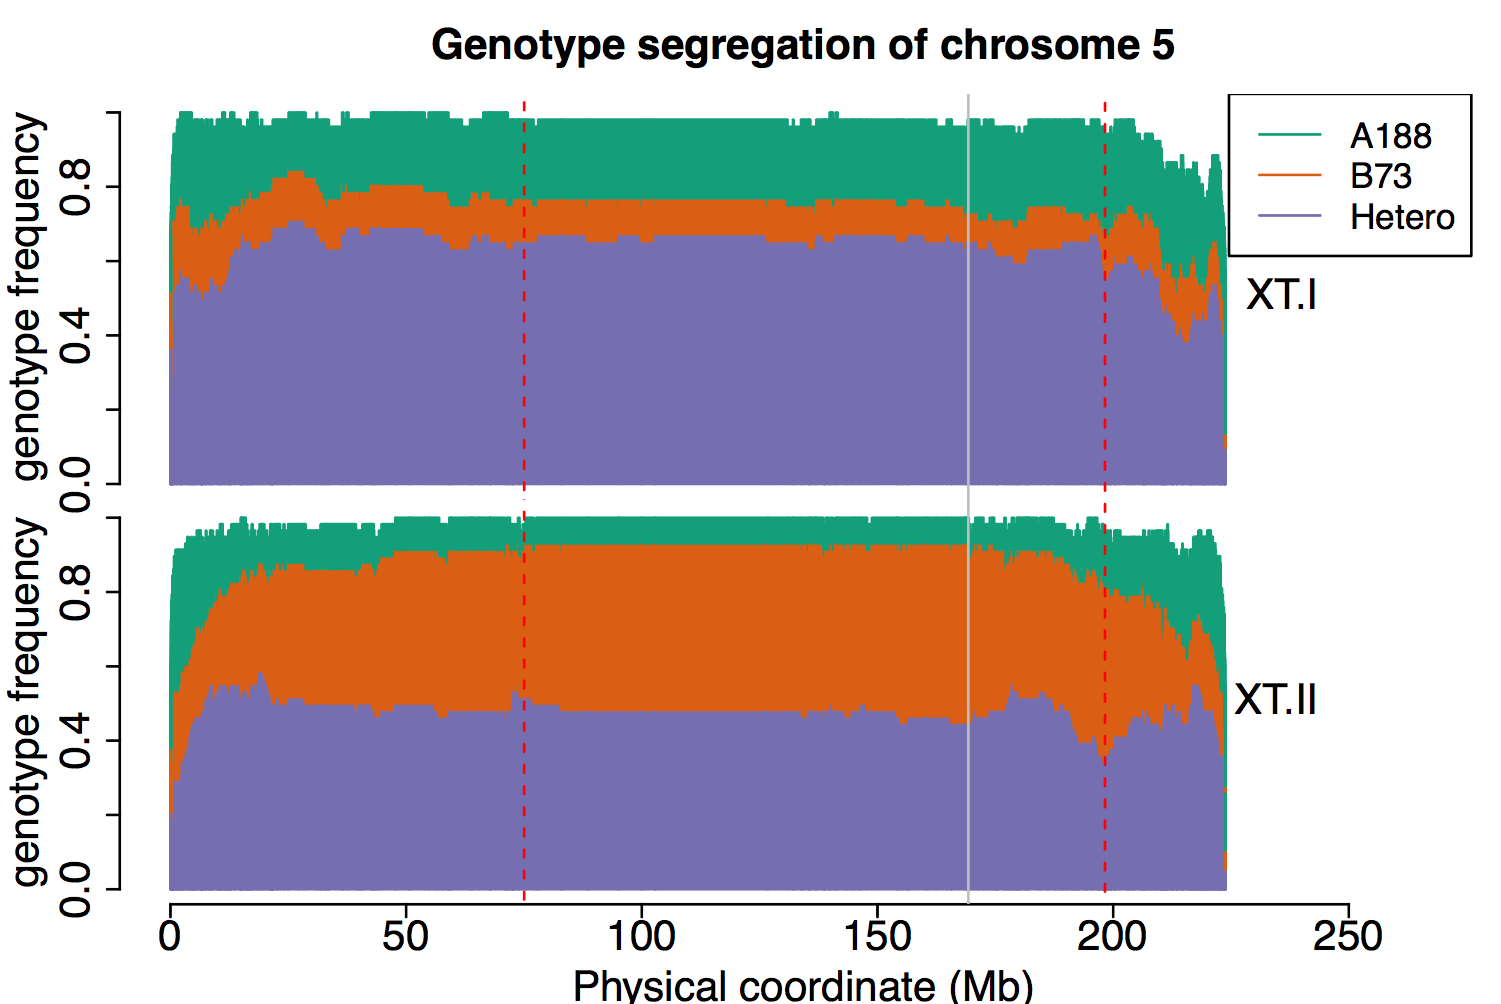 Genotype segregation of chrosome 5
genotype frequency
0.0 0.4 0.8
A188
B73
Hetero
XT.I
genotype frequency
0.0 0.4 0.8
XT.II
0 50 100 150 200 250
Physical coordinate (Mb)